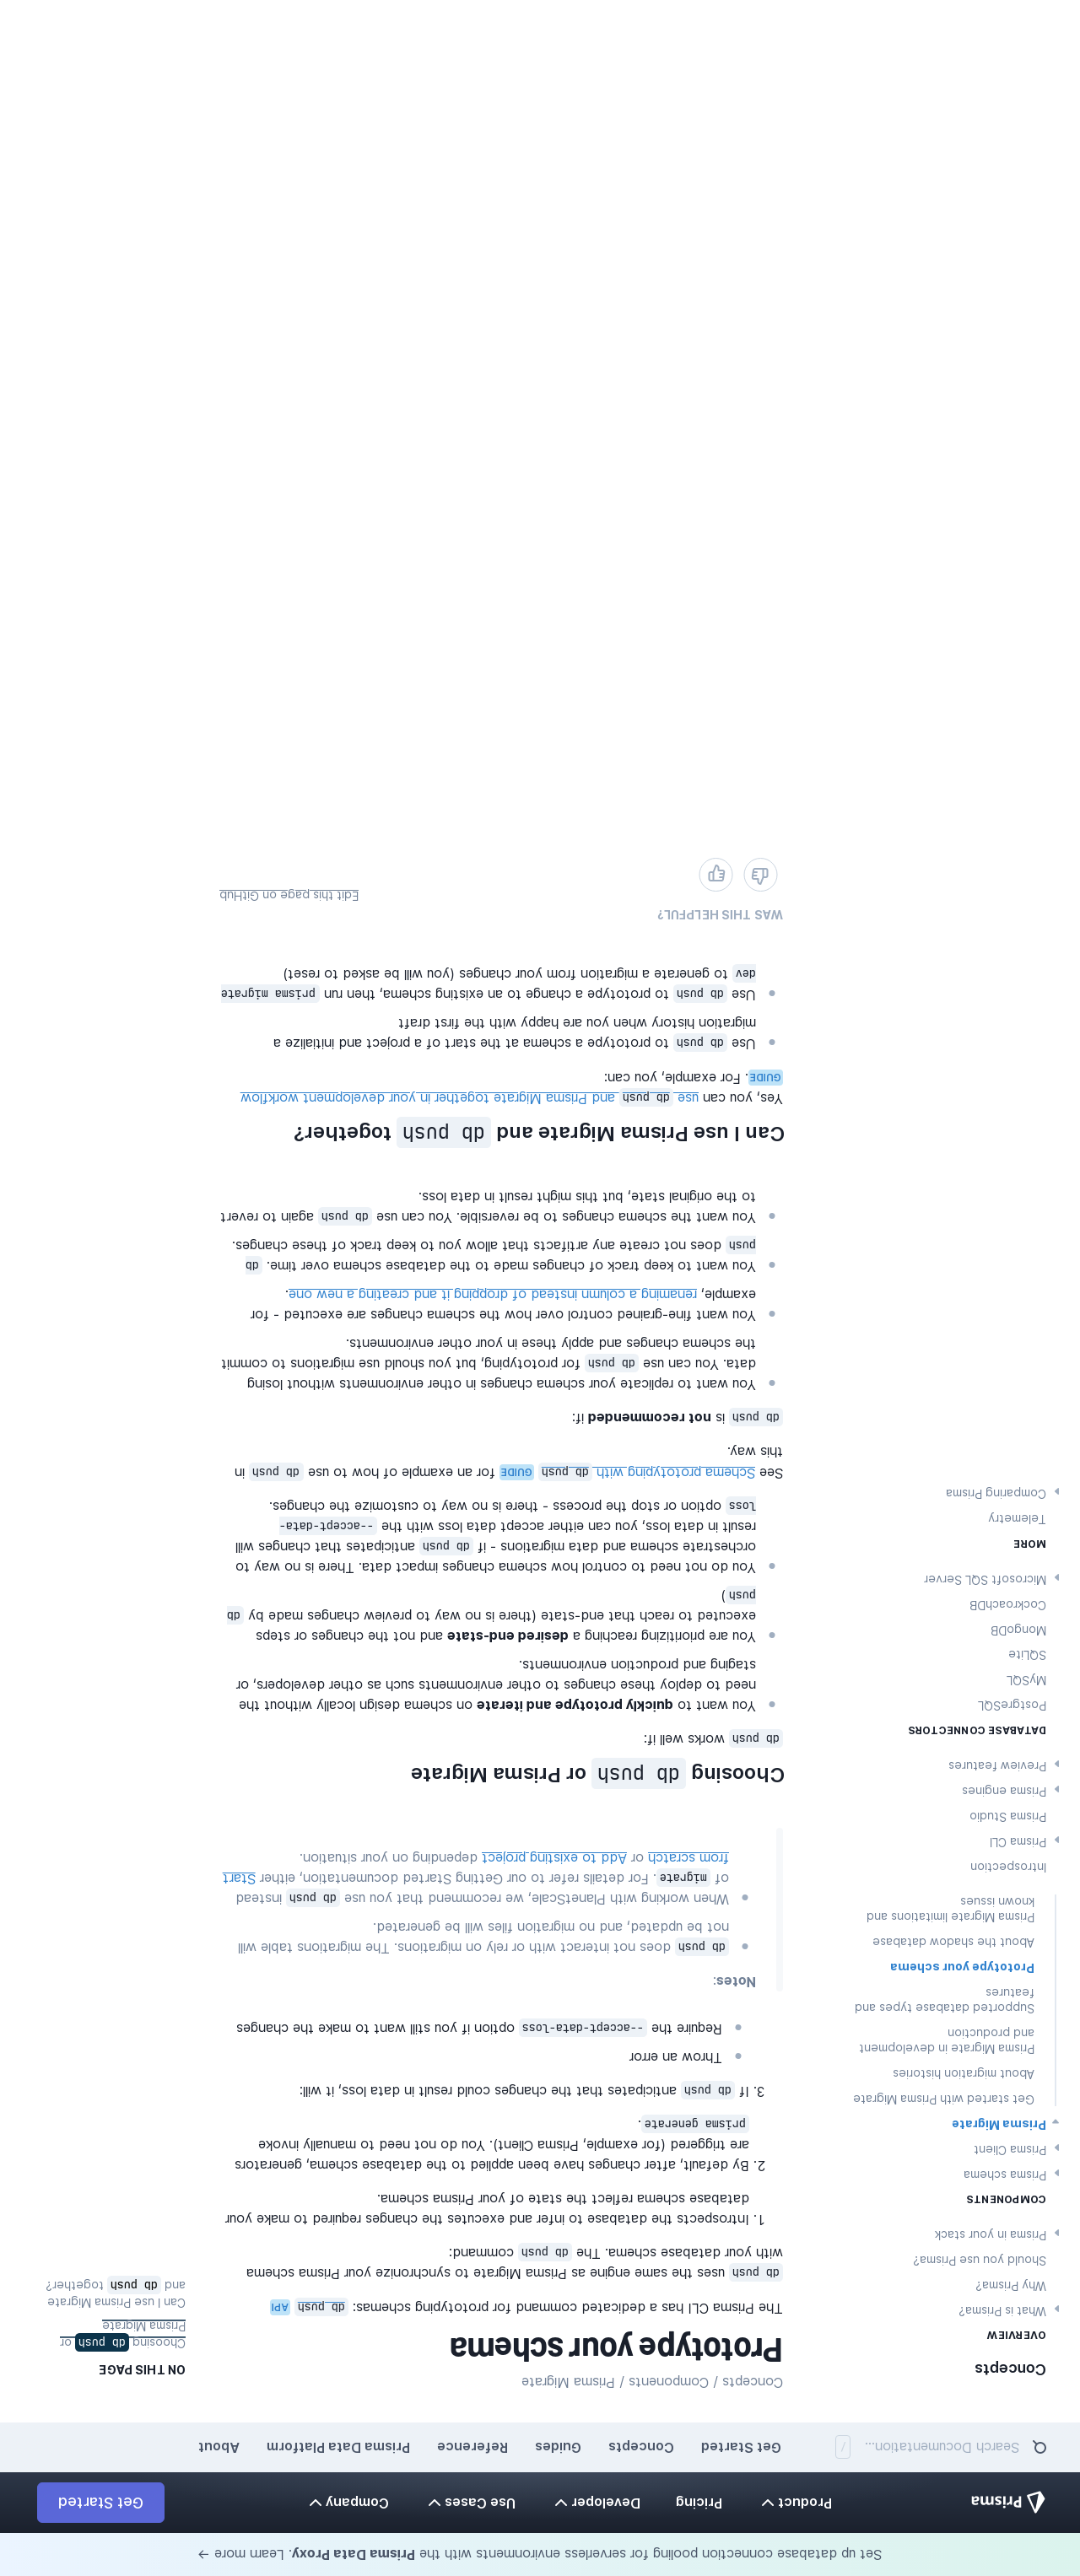 Set up database connection pooling for serverless environments with the Prisma Data Proxy. Learn more →
Prisma
Product
Pricing
Developer
Use Cases
Company
Get Started
Search Documentation... /
Get Started
Concepts
Guides
Reference
Prisma Data Platform
About
Concepts
OVERVIEW
What is Prisma?
Why Prisma?
Should you use Prisma?
Prisma in your stack
COMPONENTS
Prisma schema
Prisma Client
Prisma Migrate
Get started with Prisma Migrate
About migration histories
Prisma Migrate in development
and production
Supported database types and
features
Prototype your schema
About the shadow database
Prisma Migrate limitations and
known issues
Introspection
Prisma CLI
Prisma Studio
Prisma engines
Preview features
DATABASE CONNECTORS
PostgreSQL
MySQL
SQLite
MongoDB
CockroachDB
Microsoft SQL Server
MORE
Telemetry
Comparing Prisma
Concepts / Components / Prisma Migrate
Prototype your schema
The Prisma CLI has a dedicated command for prototyping schemas: db push API
db push uses the same engine as Prisma Migrate to synchronize your Prisma schema
with your database schema. The db push command:
1. Introspects the database to infer and executes the changes required to make your
database schema reflect the state of your Prisma schema.
2. By default, after changes have been applied to the database schema, generators
are triggered (for example, Prisma Client). You do not need to manually invoke
prisma generate.
3. If db push anticipates that the changes could result in data loss, it will:
Throw an error
Require the --accept-data-loss option if you still want to make the changes
Notes:
db push does not interact with or rely on migrations. The migrations table will
not be updated, and no migration files will be generated.
When working with PlanetScale, we recommend that you use db push instead
of migrate. For details refer to our Getting Started documentation, either Start
from scratch or Add to existing project depending on your situation.
Choosing db push or Prisma Migrate
db push works well if:
You want to quickly prototype and iterate on schema design locally without the
need to deploy these changes to other environments such as other developers, or
staging and production environments.
You are prioritizing reaching a desired end-state and not the changes or steps
executed to reach that end-state (there is no way to preview changes made by db
push)
You do not need to control how schema changes impact data. There is no way to
orchestrate schema and data migrations - if db push anticipates that changes will
result in data loss, you can either accept data loss with the --accept-data-
loss option or stop the process - there is no way to customize the changes.
See Schema prototyping with db push GUIDE for an example of how to use db push in
this way.
db push is not recommended if:
You want to replicate your schema changes in other environments without losing
data. You can use db push for prototyping, but you should use migrations to commit
the schema changes and apply these in your other environments.
You want fine-grained control over how the schema changes are executed - for
example, renaming a column instead of dropping it and creating a new one.
You want to keep track of changes made to the database schema over time. db
push does not create any artifacts that allow you to keep track of these changes.
You want the schema changes to be reversible. You can use db push again to revert
to the original state, but this might result in data loss.
Can I use Prisma Migrate and db push together?
Yes, you can use db push and Prisma Migrate together in your development workflow
GUIDE. For example, you can:
Use db push to prototype a schema at the start of a project and initialize a
migration history when you are happy with the first draft
Use db push to prototype a change to an existing schema, then run prisma migrate
dev to generate a migration from your changes (you will be asked to reset)
WAS THIS HELPFUL?
Edit this page on GitHub
ON THIS PAGE
Choosing db push or
Prisma Migrate
Can I use Prisma Migrate
and db push together?